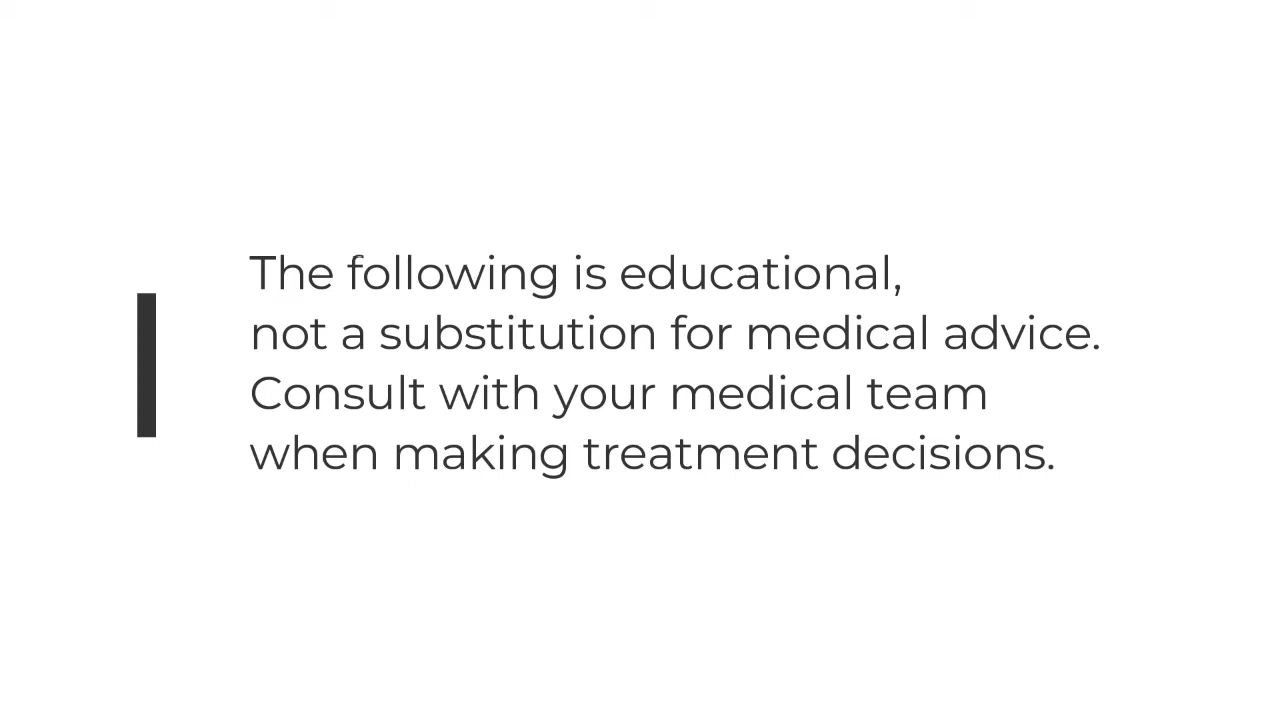 The following is educational,
not a substitution for medical advice.
Consult with your medical team
when making treatment decisions.